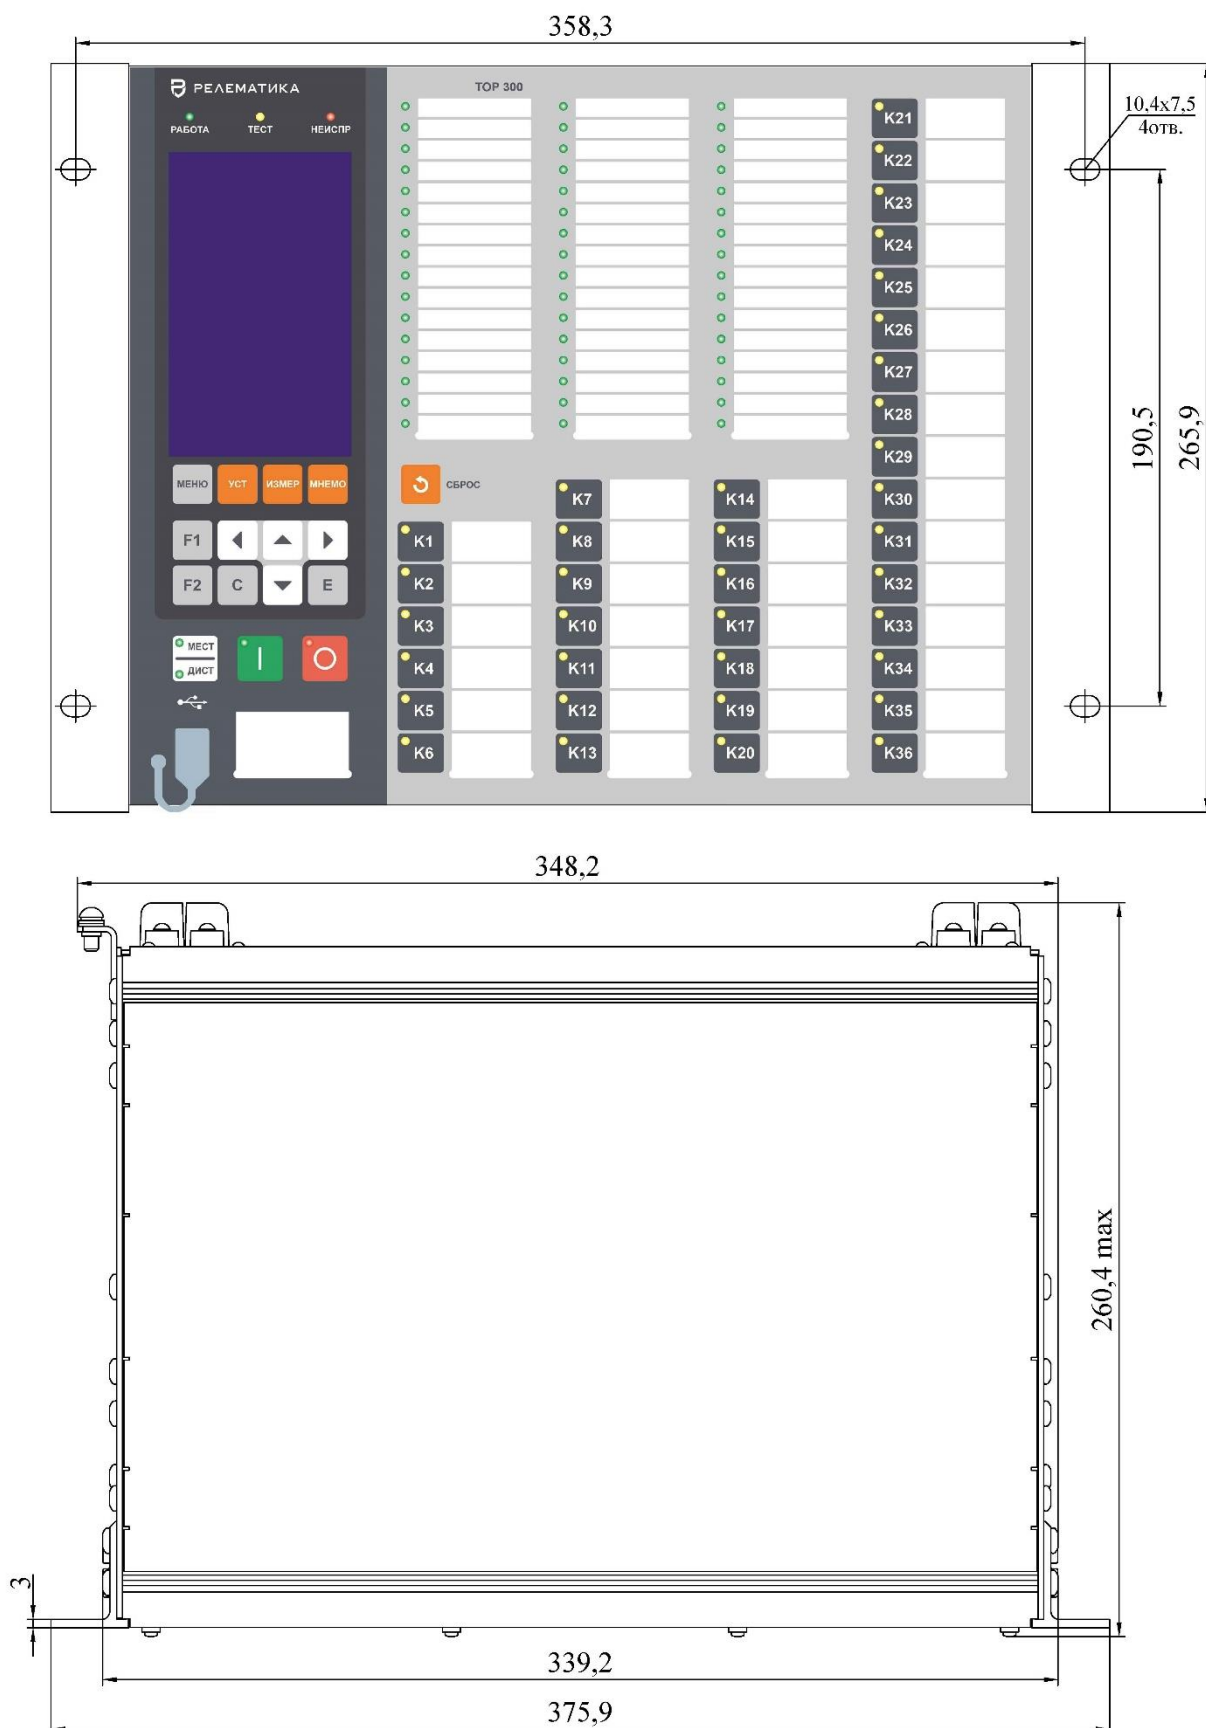 358,3
РЕЛЕМАТИКА
РАБОТА ТЕСТ НЕИСПР
МЕНЮ УСТ ИЗМЕР МНЕМО
F1
F2 C E
МЕСТ
ДИСТ
I O
ТОР 300
СБРОС
K1
K2
K3
K4
K5
K6
K7
K8
K9
K10
K11
K12
K13
K14
K15
K16
K17
K18
K19
K20
K21
K22
K23
K24
K25
K26
K27
K28
K29
K30
K31
K32
K33
K34
K35
K36
10,4x7,5
4отв.
190,5
265,9
348,2
260,4 max
3
339,2
375,9